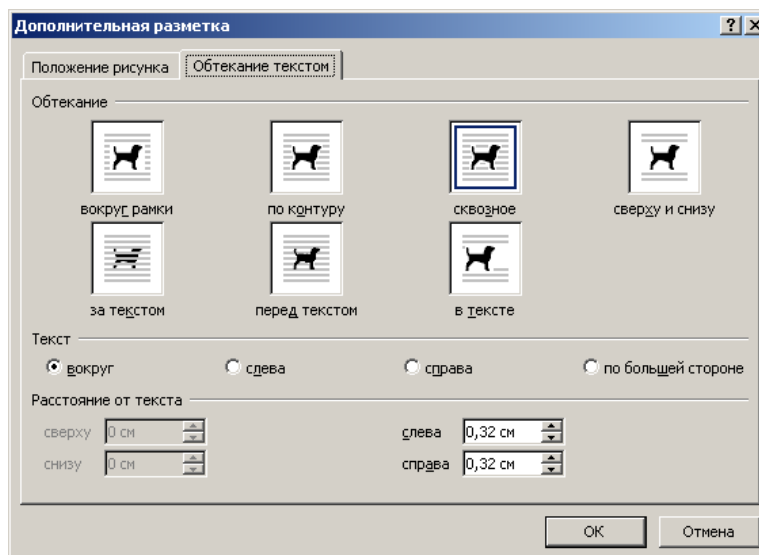 Дополнительная разметка
Положение рисунка Обтекание текстом
Обтекание
вокруг рамки по контуру сквозное сверху и снизу
за текстом перед текстом в тексте
Текст
вокруг слева справа по большей стороне
Расстояние от текста
сверху 0 см слева 0,32 см
снизу 0 см справа 0,32 см
ОК Отмена